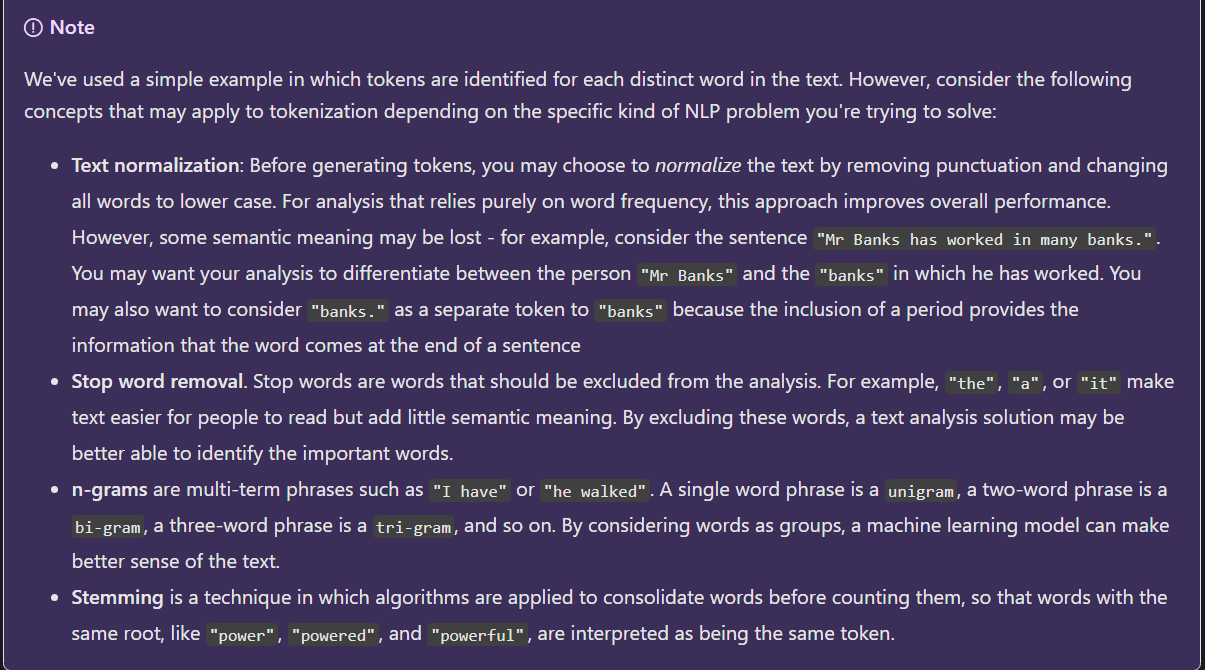 Note
We've used a simple example in which tokens are identified for each distinct word in the text. However, consider the following
concepts that may apply to tokenization depending on the specific kind of NLP problem you're trying to solve:
• Text normalization: Before generating tokens, you may choose to normalize the text by removing punctuation and changing
all words to lower case. For analysis that relies purely on word frequency, this approach improves overall performance.
However, some semantic meaning may be lost - for example, consider the sentence "Mr Banks has worked in many banks.".
You may want your analysis to differentiate between the person "Mr Banks" and the "banks" in which he has worked. You
may also want to consider "banks." as a separate token to "banks" because the inclusion of a period provides the
information that the word comes at the end of a sentence
• Stop word removal. Stop words are words that should be excluded from the analysis. For example, "the", "a", or "it" make
text easier for people to read but add little semantic meaning. By excluding these words, a text analysis solution may be
better able to identify the important words.
• n-grams are multi-term phrases such as "I have" or "he walked". A single word phrase is a unigram, a two-word phrase is a
bi-gram, a three-word phrase is a tri-gram, and so on. By considering words as groups, a machine learning model can make
better sense of the text.
• Stemming is a technique in which algorithms are applied to consolidate words before counting them, so that words with the
same root, like "power", "powered", and "powerful", are interpreted as being the same token.